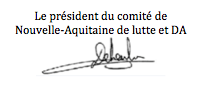 Le président du comité de
Nouvelle-Aquitaine de lutte et DA